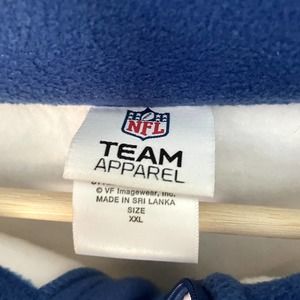 NFL
TEAM
APPAREL
© VF Imagewear, Inc.
MADE IN SRI LANKA
SIZE
XXL